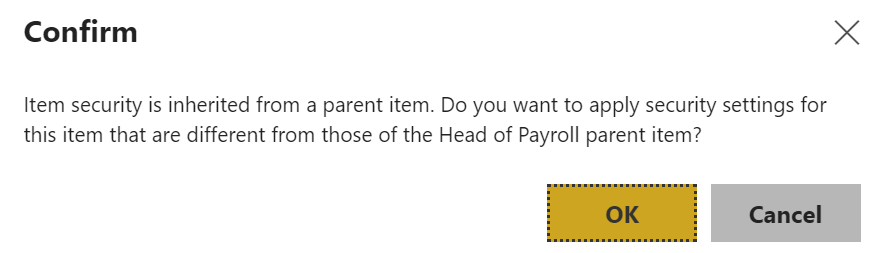 Confirm
Item security is inherited from a parent item. Do you want to apply security settings for
this item that are different from those of the Head of Payroll parent item?
OK
Cancel